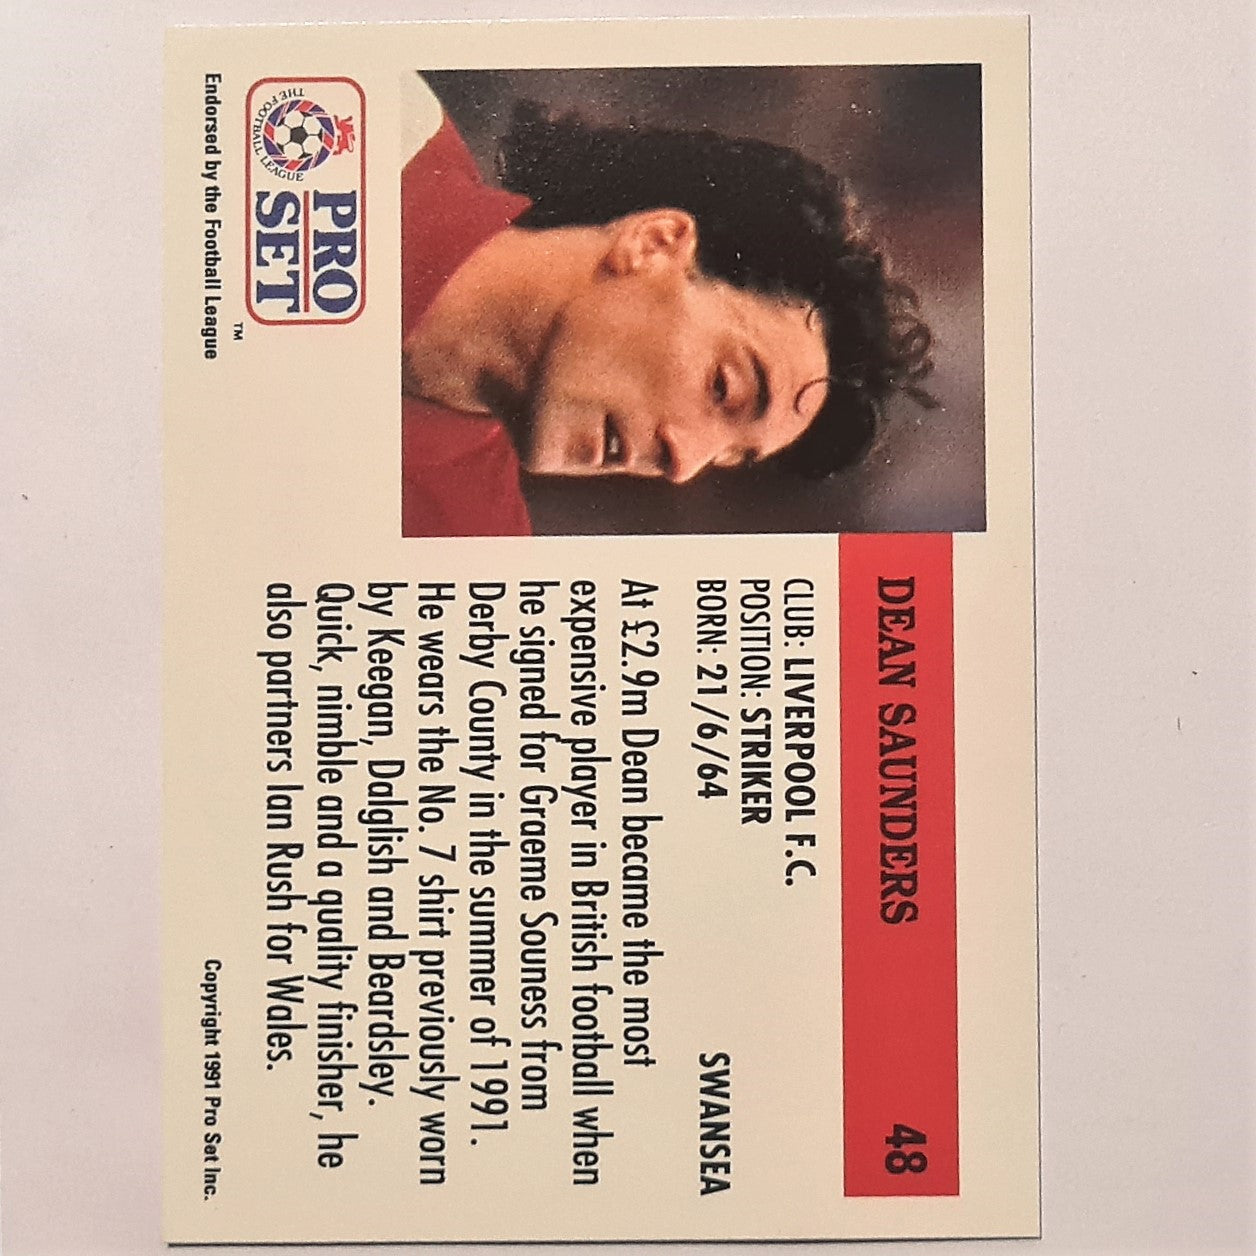 DEAN SAUNDERS 48
CLUB: LIVERPOOL F.C.
POSITION: STRIKER
BORN: 21/6/64 SWANSEA
At £2.9m Dean became the most
expensive player in British football when
he signed for Graeme Souness from
Derby County in the summer of 1991.
He wears the No. 7 shirt previously worn
by Keegan, Dalglish and Beardsley.
Quick, nimble and a quality finisher, he
also partners Ian Rush for Wales.
THE FOOTBALL LEAGUE
PRO
SET
TM
Endorsed by the Football League
Copyright 1991 Pro Set Inc.